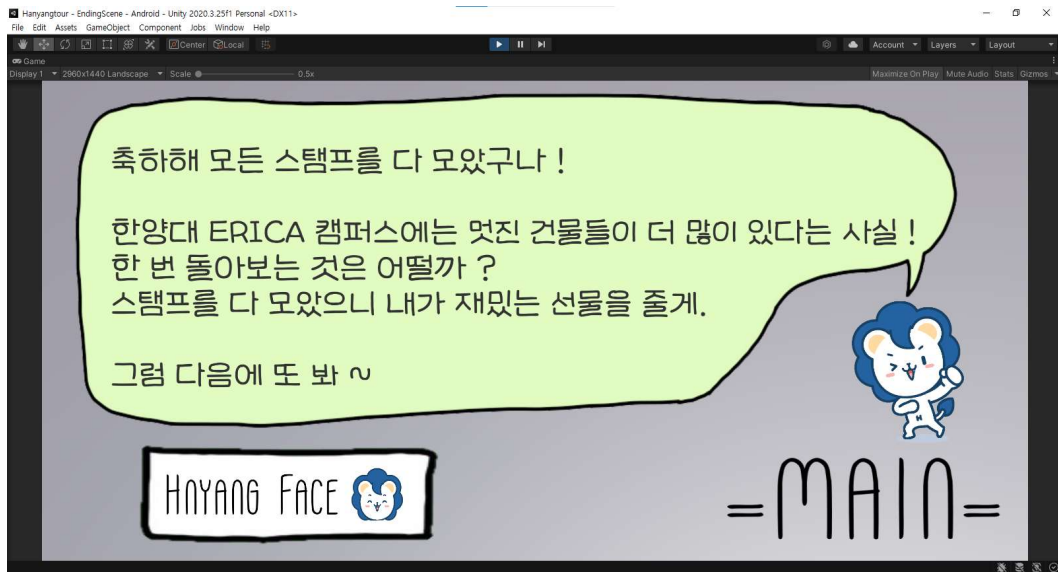 Hanyangtour - EndingScene - Android - Unity 2020.3.25f1 Personal <DX11>
File Edit Assets GameObject Component Jobs Window Help
Center Local Account Layers Layout
Game
Display 1 2960x1440 Landscape Scale 0.5x Maximize On Play Mute Audio Stats Gizmos
축하해 모든 스탬프를 다 모았구나 !
한양대 ERICA 캠퍼스에는 멋진 건물들이 더 많이 있다는 사실 !
한 번 돌아보는 것은 어떨까 ?
스탬프를 다 모았으니 내가 재밌는 선물을 줄게.
그럼 다음에 또 봐 ~
H
HNYANG FACE
=MAIN=